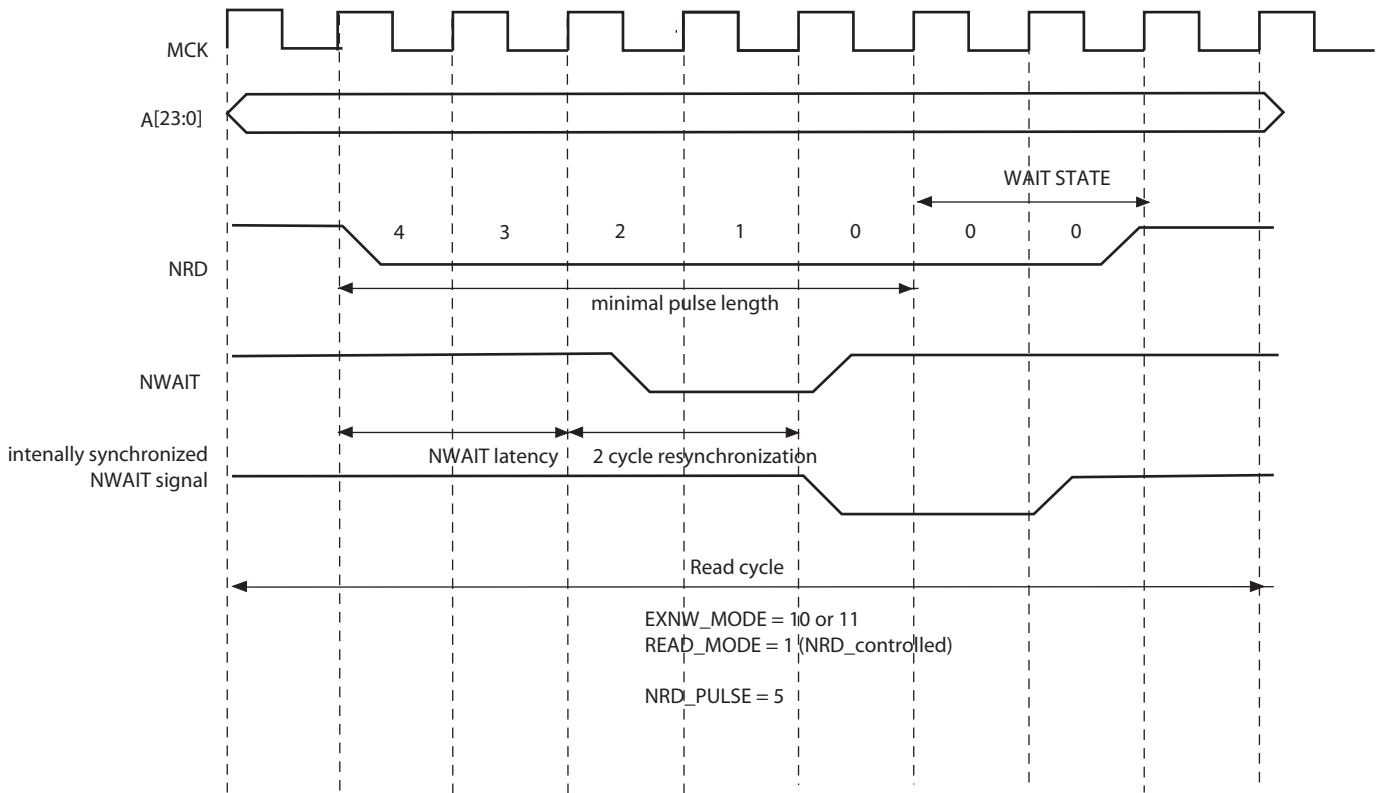 MCK
A[23:0]
WAIT STATE
4 3 2 1 0 0 0
NRD
minimal pulse length
NWAIT
intenally synchronized
NWAIT signal
NWAIT latency
2 cycle resynchronization
Read cycle
EXNW_MODE = 10 or 11
READ_MODE = 1 (NRD_controlled)
NRD_PULSE = 5